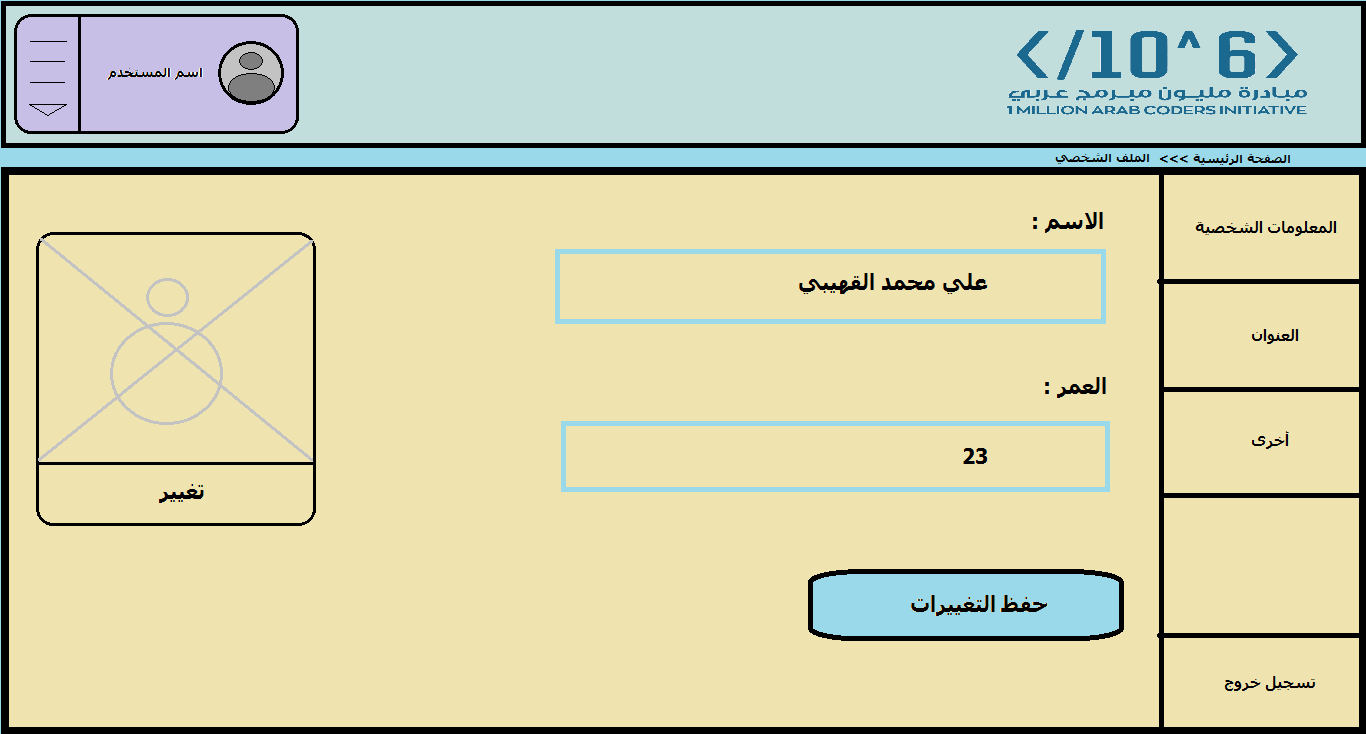 </10^6>
مبادرة مليون مبرمج عربي
1 MILLION ARAB CODERS INITIATIVE
اسم المستخدم
الصفحة الرئيسية >>> الملف الشخصي
المعلومات الشخصية
العنوان
أخرى
تسجيل خروج
الاسم :
علي محمد القهيبي
العمر :
23
حفظ التغييرات
تغيير